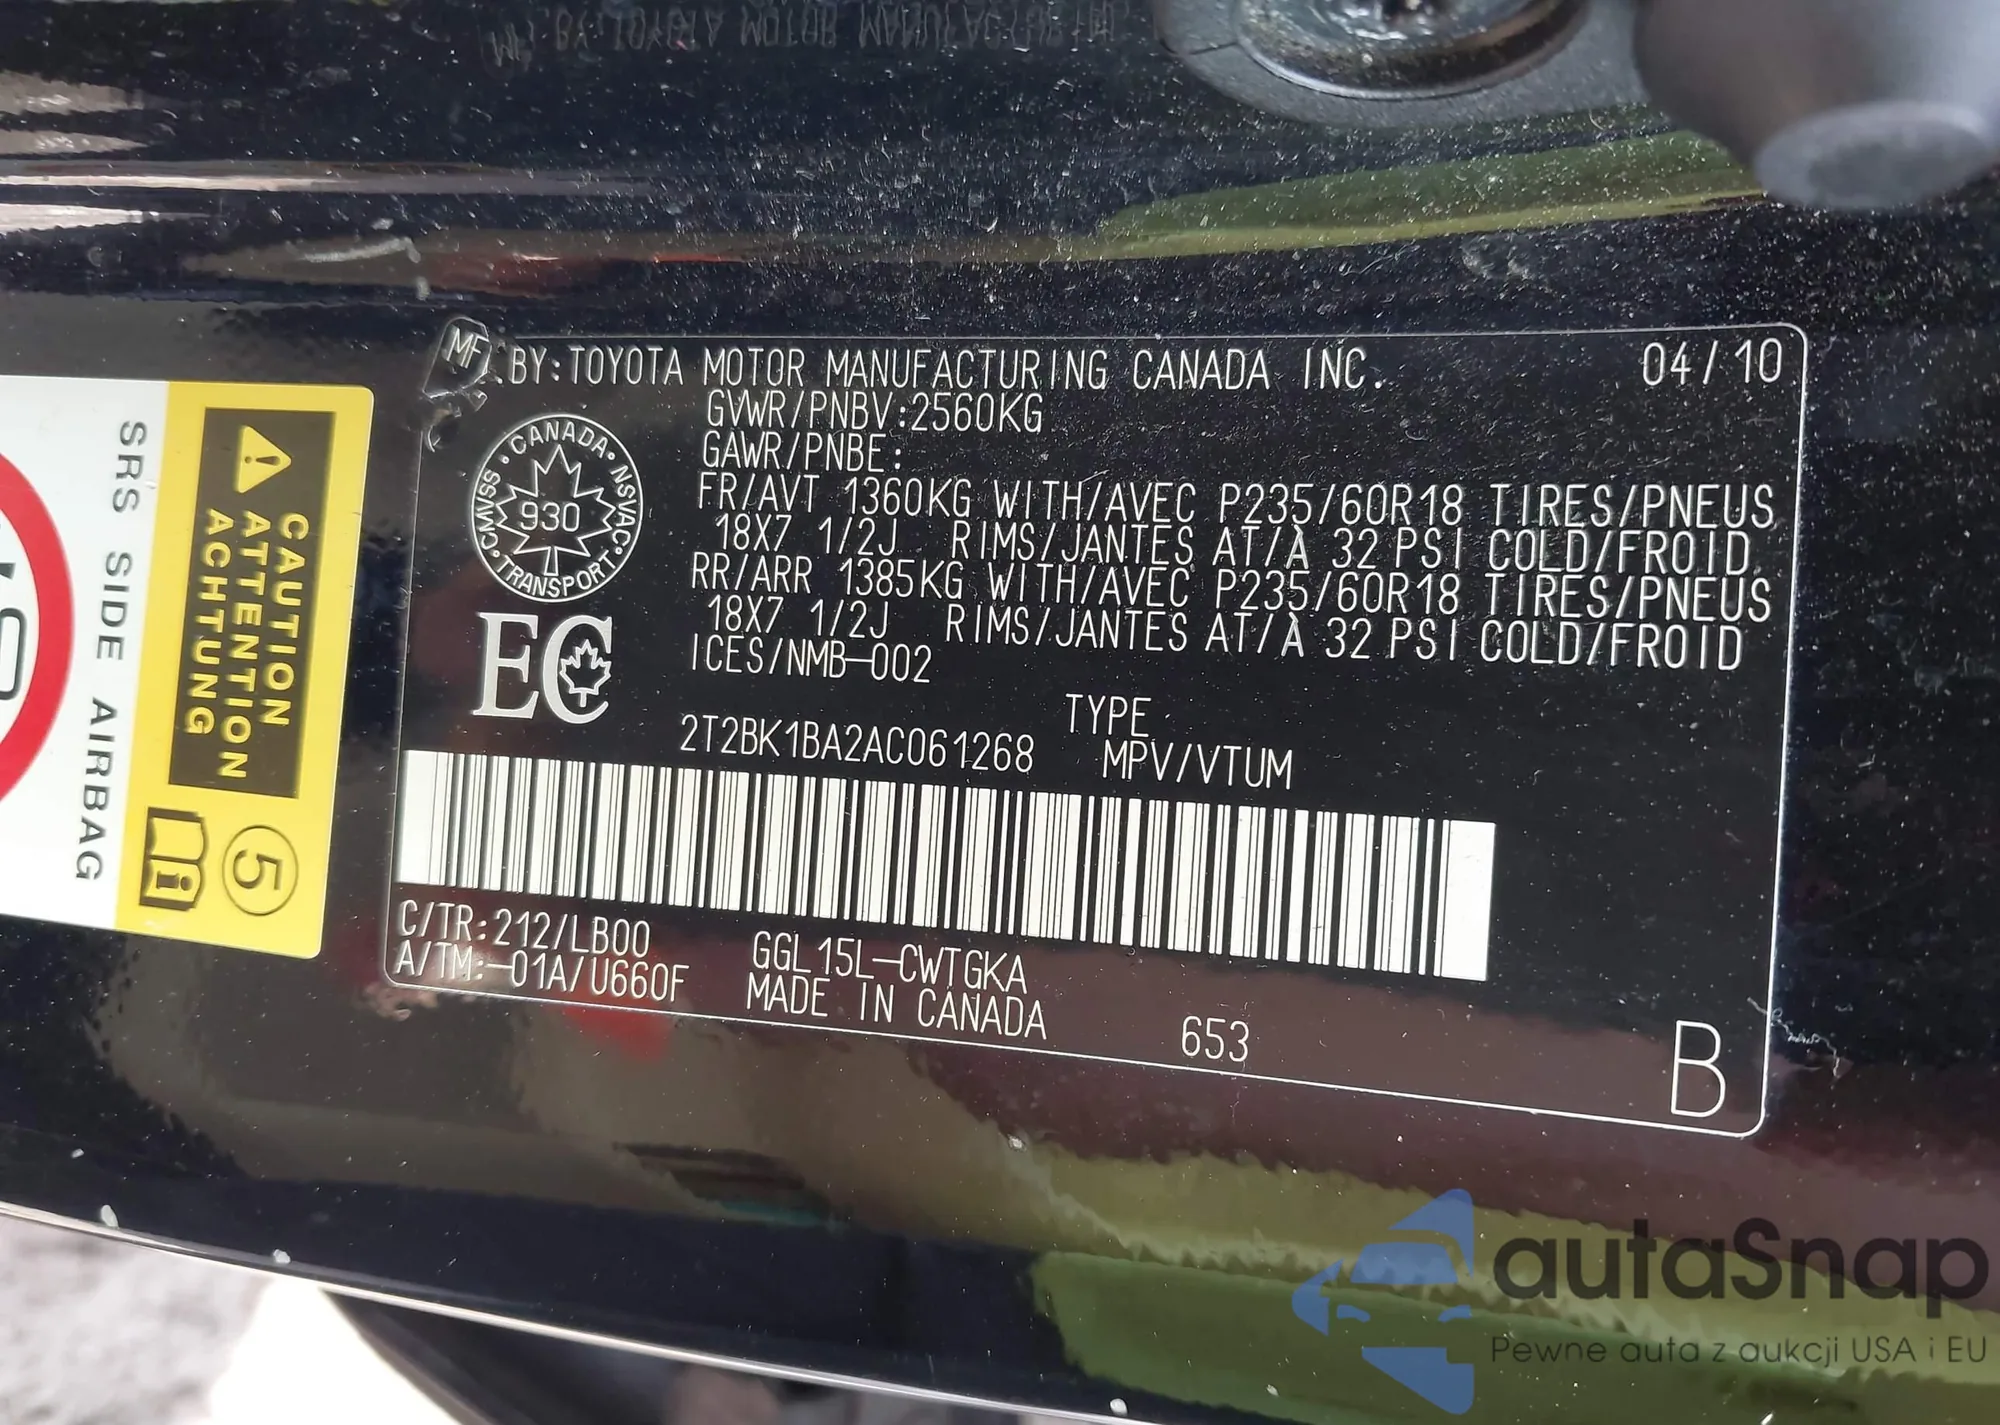 MF
.BY:TOYOTA MOTOR MANUFACTURING CANADA INC.
04/10
GVWR/PNBV:2560KG
GAWR/PNBE:
FR/AVT 1360KG WITH/AVEC P235/60R18 TIRES/PNEUS
18X7 1/2J RIMS/JANTES AT/À 32 PSI COLD/FROID
RR/ARR 1385KG WITH/AVEC P235/60R18 TIRES/PNEUS
18X7 1/2J RIMS/JANTES AT/À 32 PSI COLD/FROID
ICES/NMB-002
CANADA • NSVAC • TRANSPORT • CMVSS •
930
EC
TYPE
2T2BK1BA2AC061268 MPV/VTUM
C/TR:212/LB00
A/TM:-01A/U660F
GGL15L-CWTGKA
MADE IN CANADA
653
B
CAUTION
ATTENTION
ACHTUNG
5
SRS SIDE AIRBAG
autaSnap
Pewne auta z aukcji USA i EU